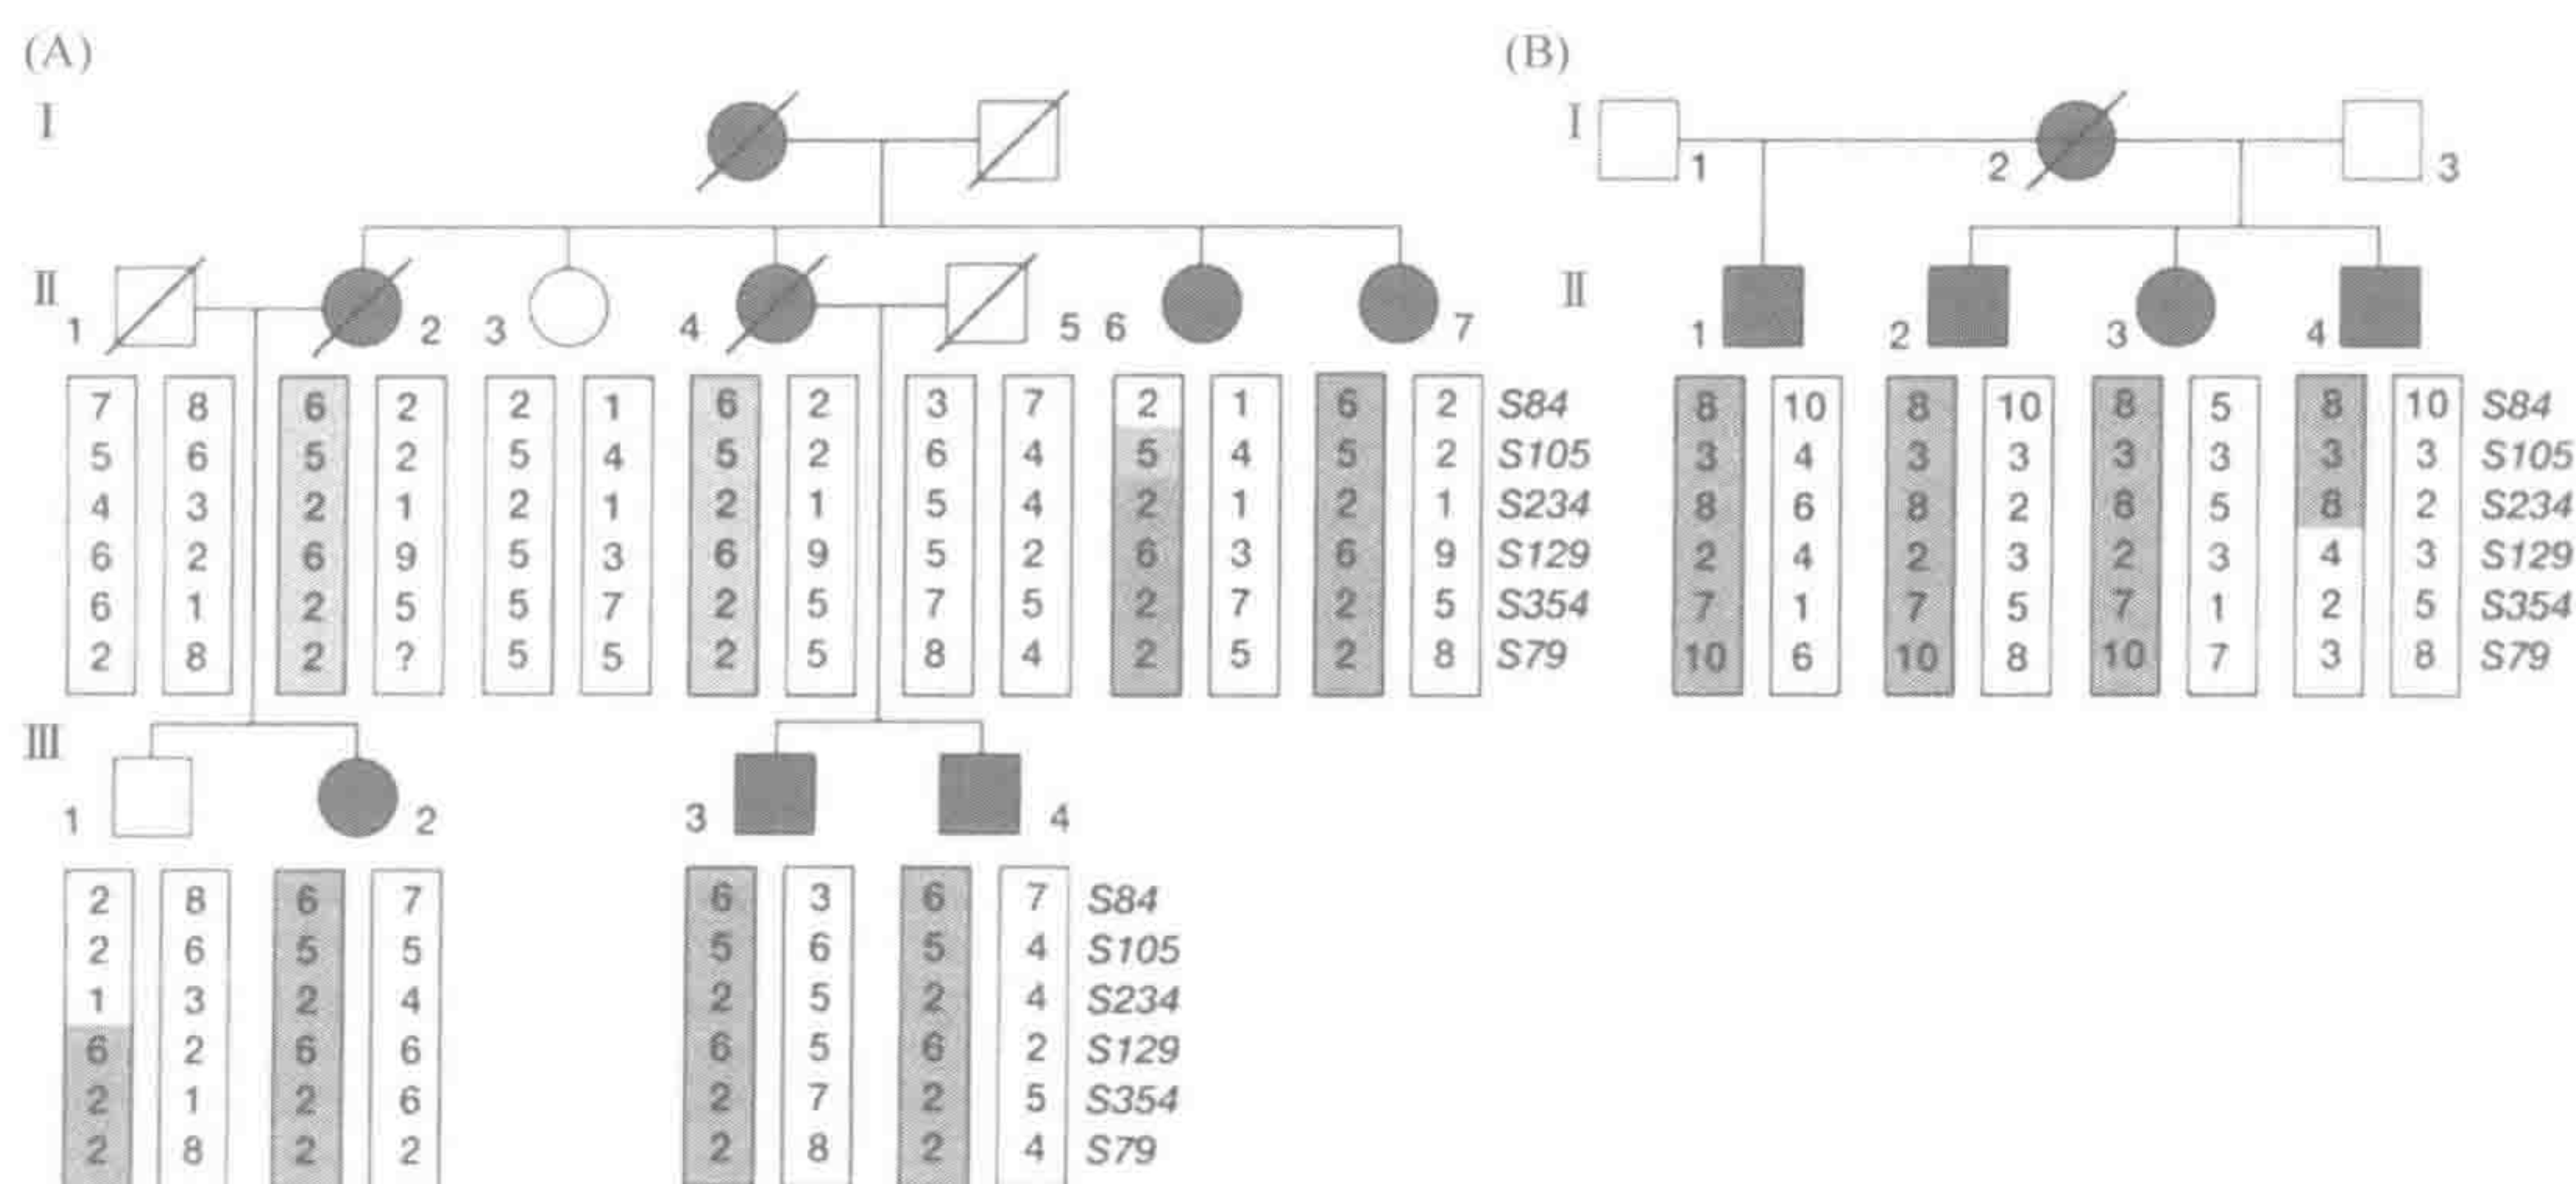 (A) (B)
I I
1 2 3
II II
1 2 3 4 5 6 7 1 2 3 4
7 8 6 2 2 1 6 2 3 7 2 1 6 2 S84 8 10 8 10 8 5 8 10 S84
5 6 5 2 5 4 5 2 6 4 5 4 5 2 S105 3 4 3 3 3 3 3 3 S105
4 3 2 1 2 1 2 1 5 4 2 1 2 1 S234 8 6 8 2 8 5 8 2 S234
6 2 6 9 5 3 6 9 5 2 6 3 6 9 S129 2 4 2 3 2 3 4 3 S129
6 1 2 5 5 7 2 5 7 5 2 7 2 5 S354 7 1 7 5 7 1 2 5 S354
2 8 2 ? 5 5 2 5 8 4 2 5 2 8 S79 10 6 10 8 10 7 3 8 S79
III
1 2 3 4
2 8 6 7 6 3 6 7 S84
2 6 5 5 5 6 5 4 S105
1 3 2 4 2 5 2 4 S234
6 2 6 6 6 5 6 2 S129
2 1 2 6 2 7 2 5 S354
2 8 2 2 2 8 2 4 S79